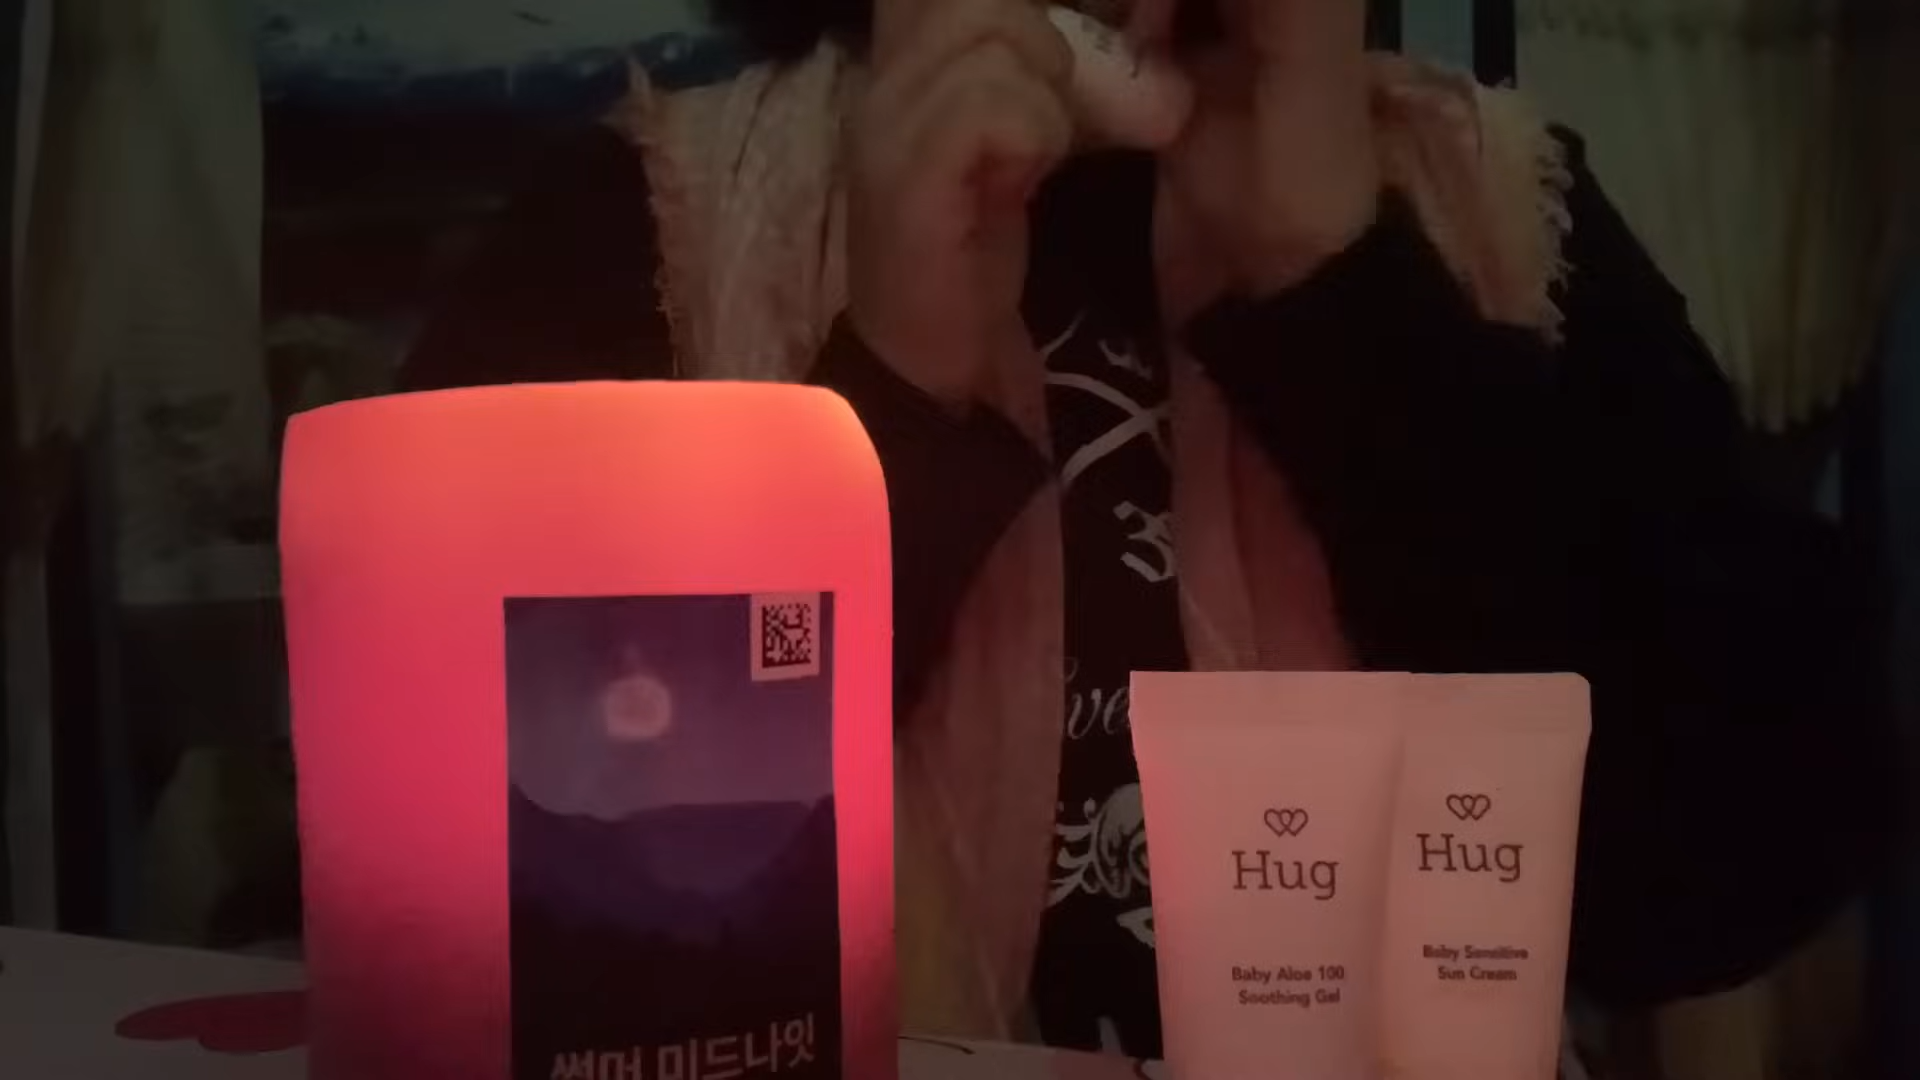 썸머 미드나잇
Hug
Baby Aloe 100
Soothing Gel
Hug
Baby Sensitive
Sun Cream